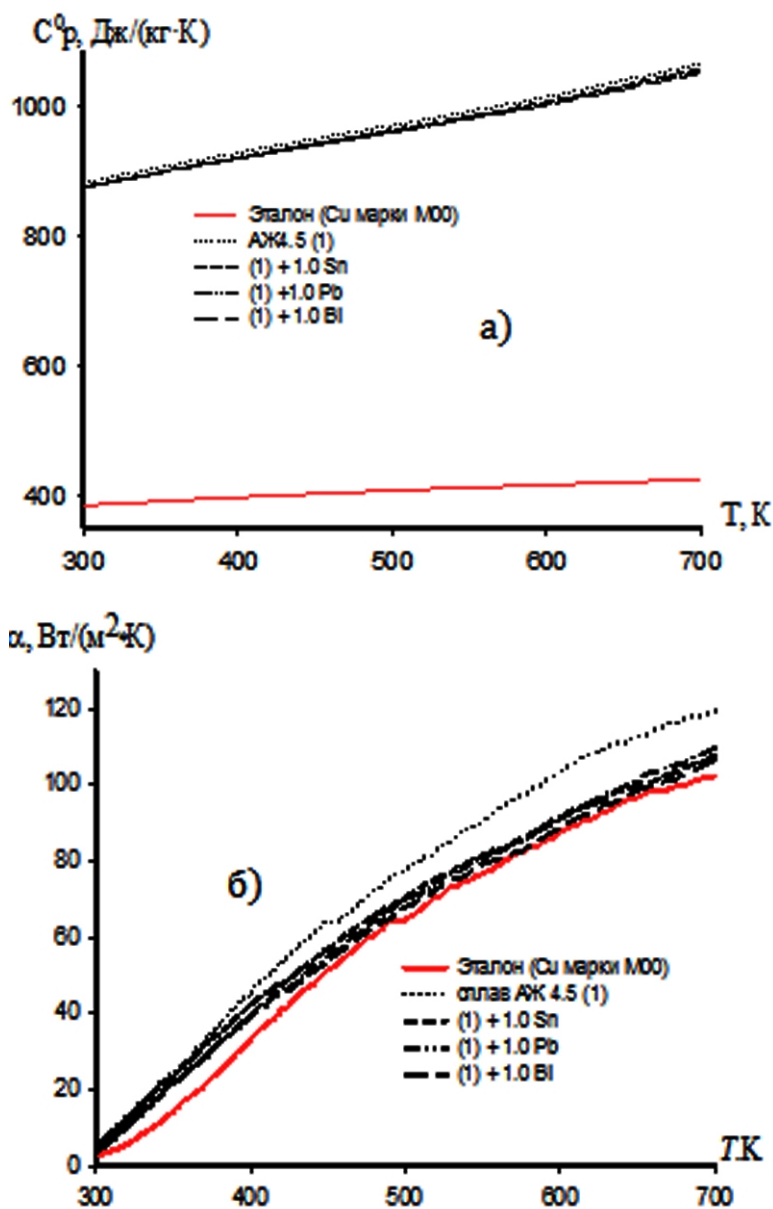 C⁰p, Дж/(кг·К)
1000
800
600
400
Эталон (Cu марки М00)
АЖ4.5 (1)
(1) + 1.0 Sn
(1) +1.0 Pb
(1) + 1.0 Bi
а)
T, K
300 400 500 600 700
α, Вт/(м²·К)
120
100
80
60
40
20
0
б)
Эталон (Cu марки М00)
сплав АЖ 4.5 (1)
(1) + 1.0 Sn
(1) + 1.0 Pb
(1) + 1.0 Bi
T.K
300 400 500 600 700